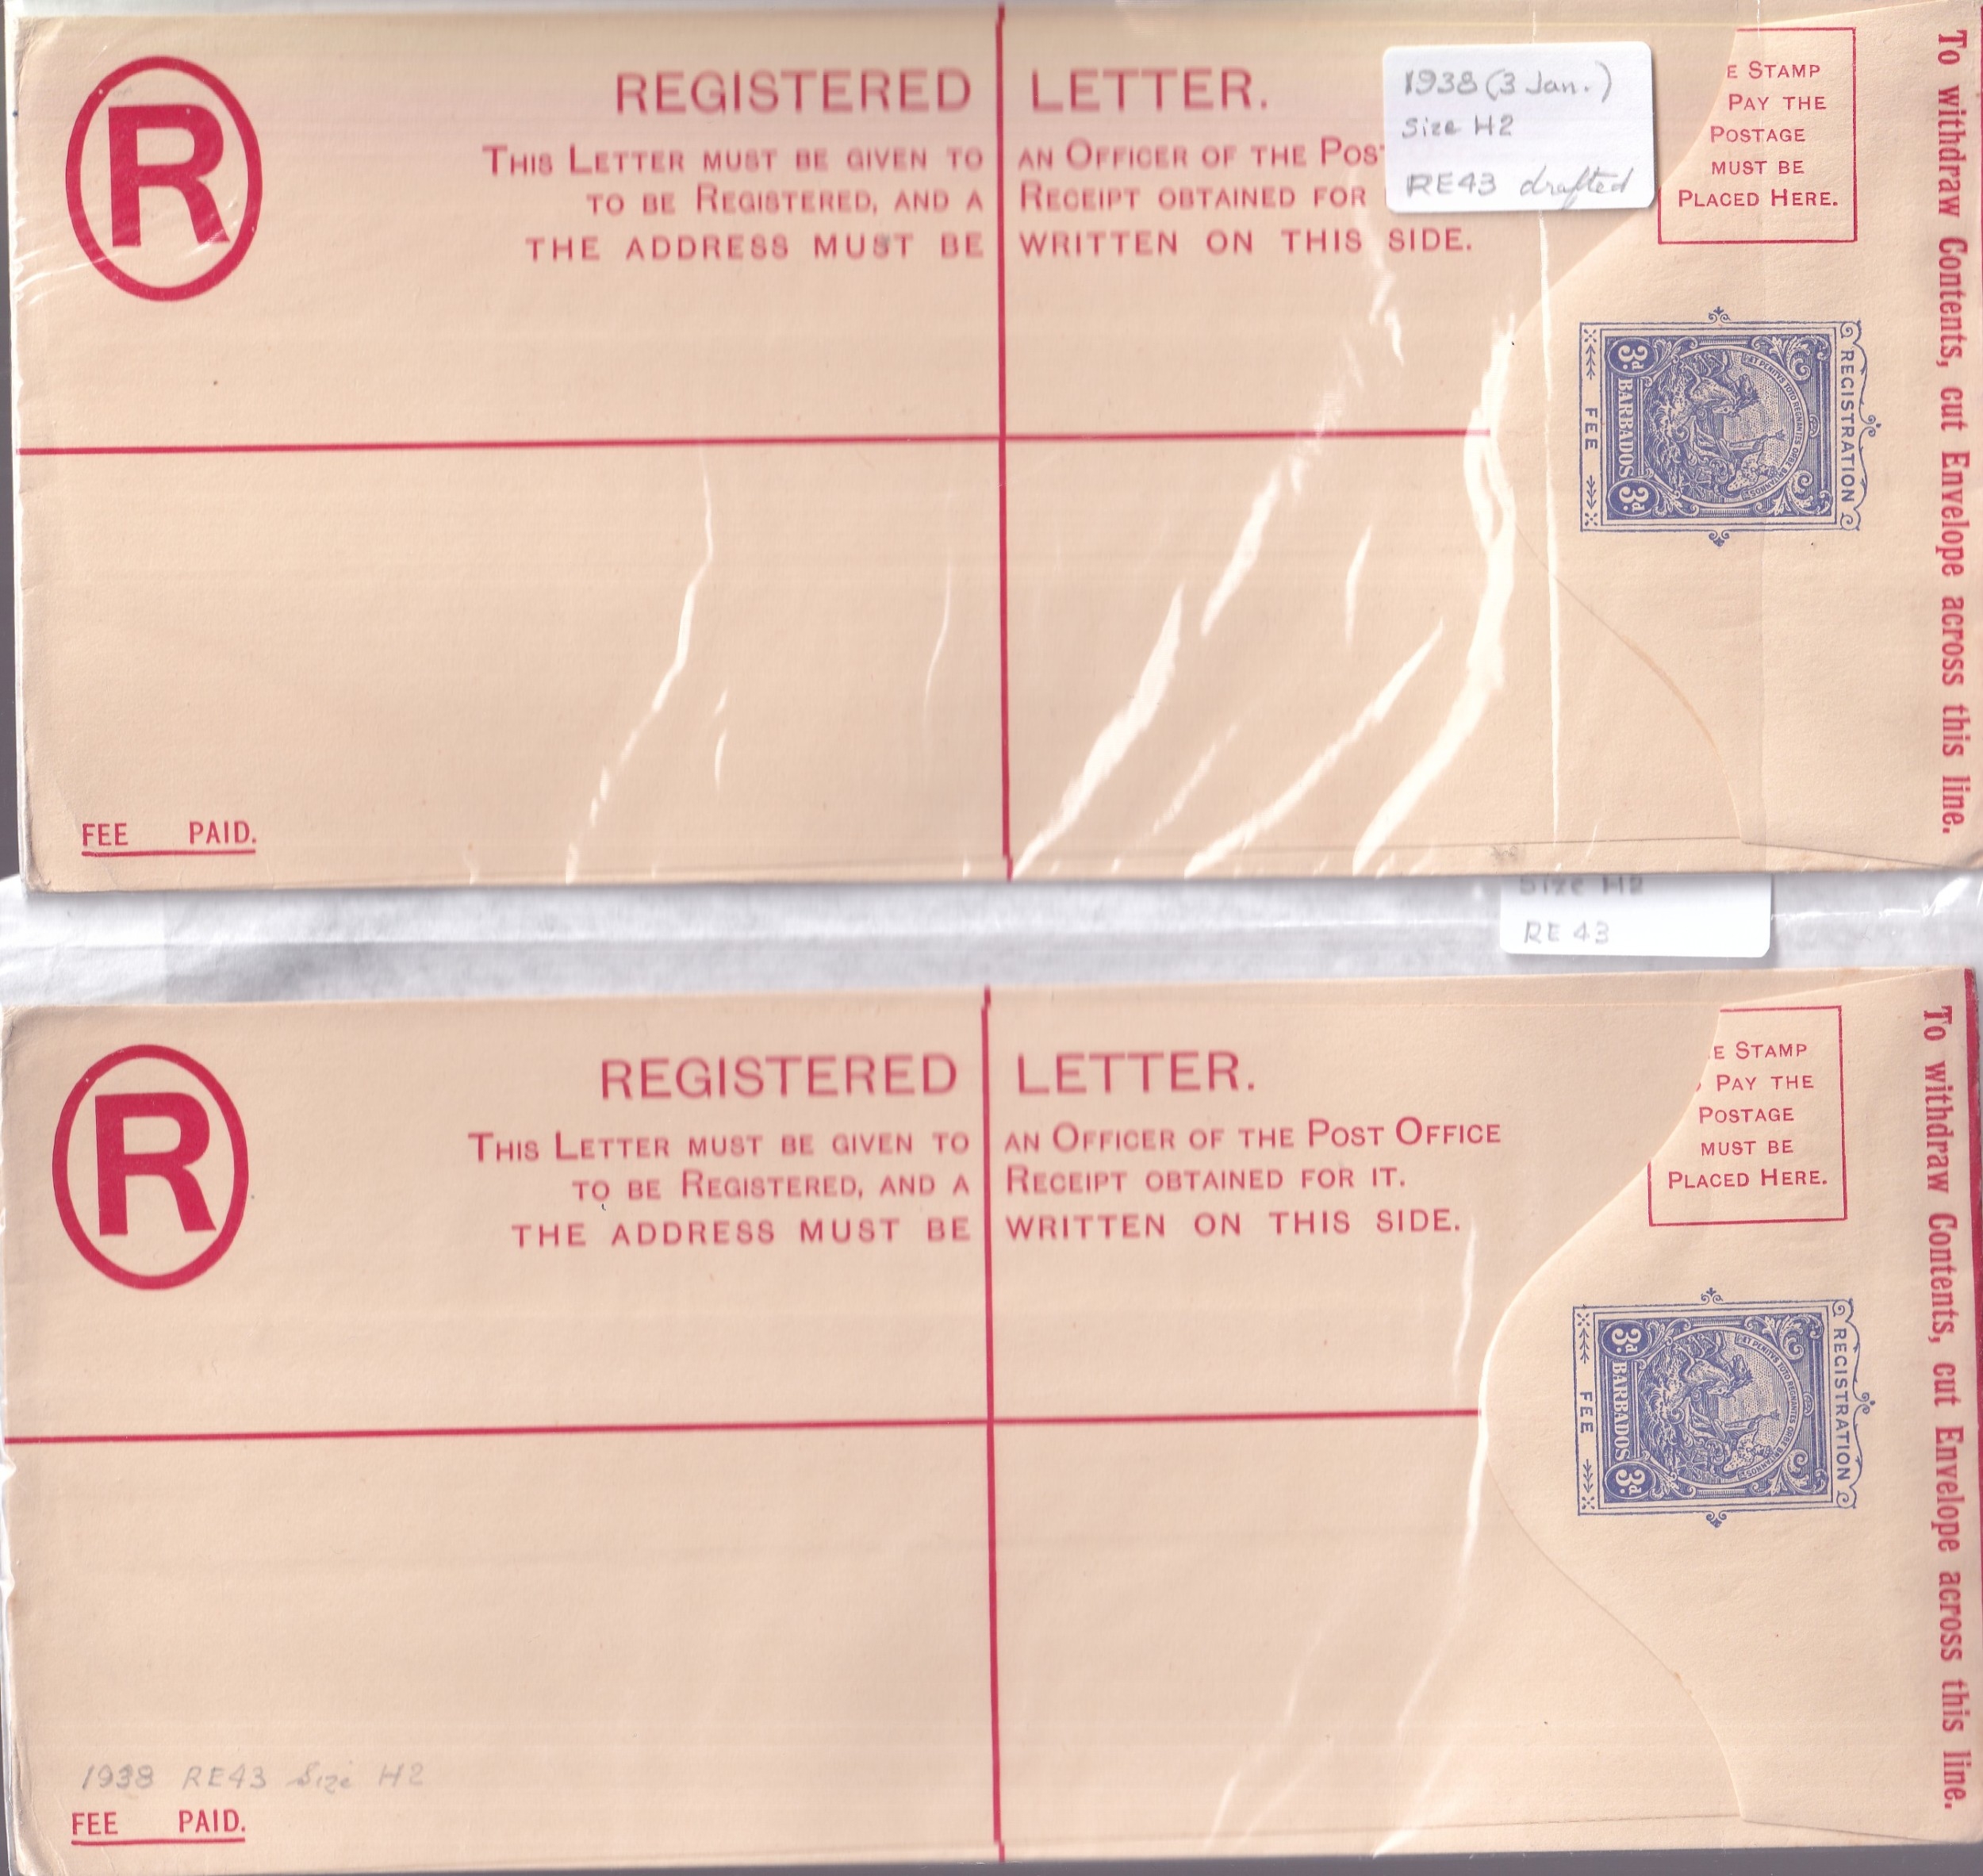 REGISTERED LETTER.
THIS LETTER MUST BE GIVEN TO AN OFFICER OF THE POS
TO BE REGISTERED, AND A RECEIPT OBTAINED FOR
THE ADDRESS MUST BE WRITTEN ON THIS SIDE.
R
1938 (3 Jan.)
Size H2
RE43 drafted
E STAMP
PAY THE
POSTAGE
MUST BE
PLACED HERE.
REGISTRATION
3d BARBADOS 3d
FEE
To withdraw Contents, cut Envelope across this line.
FEE PAID.
Size H2
RE 43
REGISTERED LETTER.
THIS LETTER MUST BE GIVEN TO AN OFFICER OF THE POST OFFICE
TO BE REGISTERED, AND A RECEIPT OBTAINED FOR IT.
THE ADDRESS MUST BE WRITTEN ON THIS SIDE.
R
E STAMP
PAY THE
POSTAGE
MUST BE
PLACED HERE.
REGISTRATION
3d BARBADOS 3d
FEE
To withdraw Contents, cut Envelope across this line.
1938 RE43 Size H2
FEE PAID.